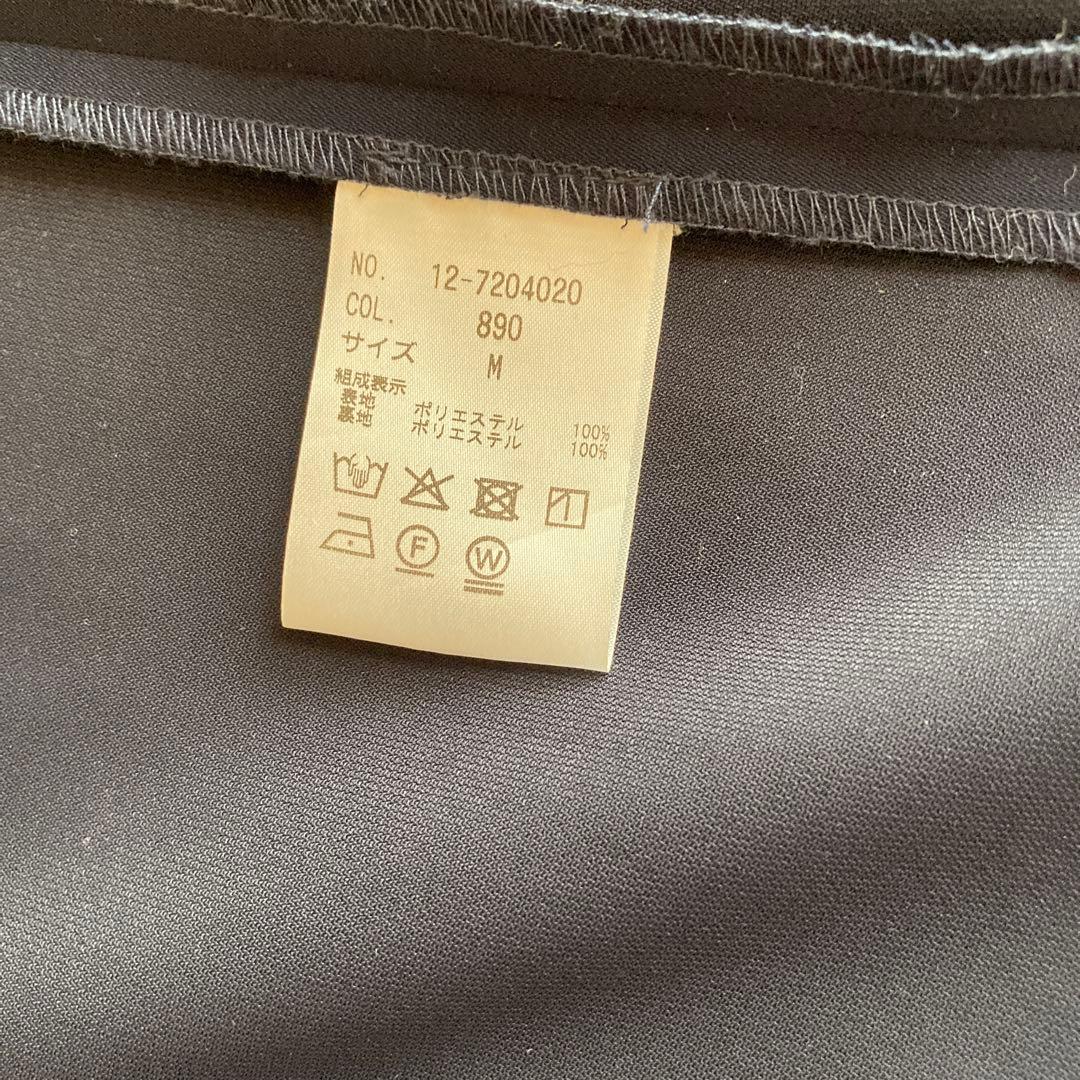 NO. 12-7204020
COL. 890
サイズ M
組成表示
表地 ポリエステル 100%
裏地 ポリエステル 100%
F W